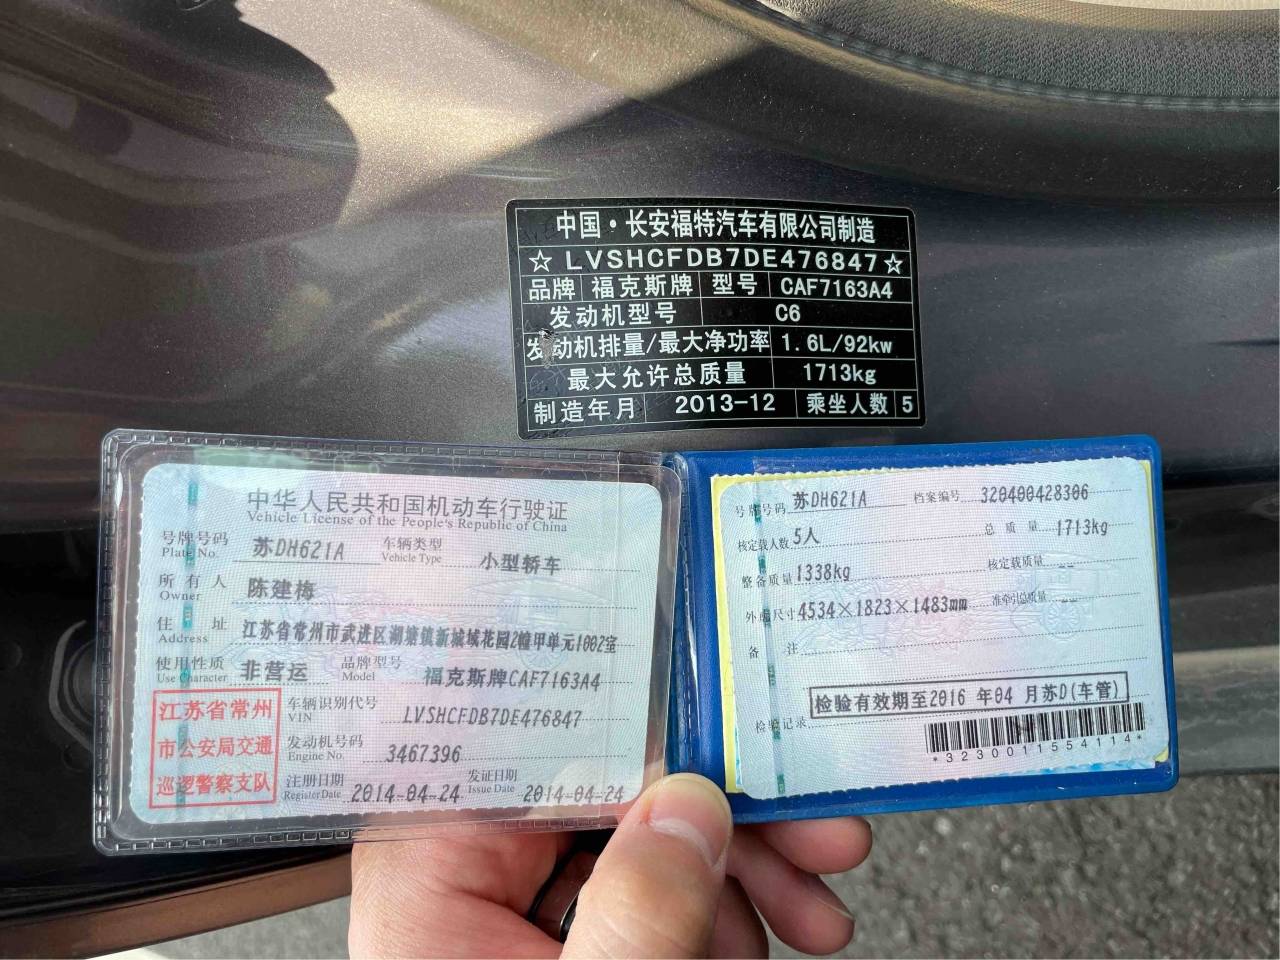 中国·长安福特汽车有限公司制造
☆LVSHCFDB7DE476847☆
品牌 福克斯牌 型号 CAF7163A4
发动机型号 C6
发动机排量/最大净功率 1.6L/92kw
最大允许总质量 1713kg
制造年月 2013-12 乘坐人数 5
中华人民共和国机动车行驶证
Vehicle License of the People's Republic of China
号牌号码 苏DH621A 车辆类型 小型轿车
Plate No. Vehicle Type
所有人 陈建梅
Owner
住址 江苏省常州市武进区湖塘镇新城域花园2幢甲单元1002室
Address
使用性质 非营运 品牌型号 福克斯牌CAF7163A4
Use Character Model
江苏省常州
市公安局交通
巡逻警察支队
车辆识别代号 LVSHCFDB7DE476847
VIN
发动机号码 3467396
Engine No.
注册日期 2014-04-24 发证日期 2014-04-24
Register Date Issue Date
号牌号码 苏DH621A 档案编号 320400428306
核定载人数 5人 总质量 1713kg
整备质量 1338kg 核定载质量 --
外廓尺寸 4534×1823×1483mm 准牵引总质量 --
备注
检验有效期至2016 年04 月苏D(车管)
检验记录
*3230011554114*